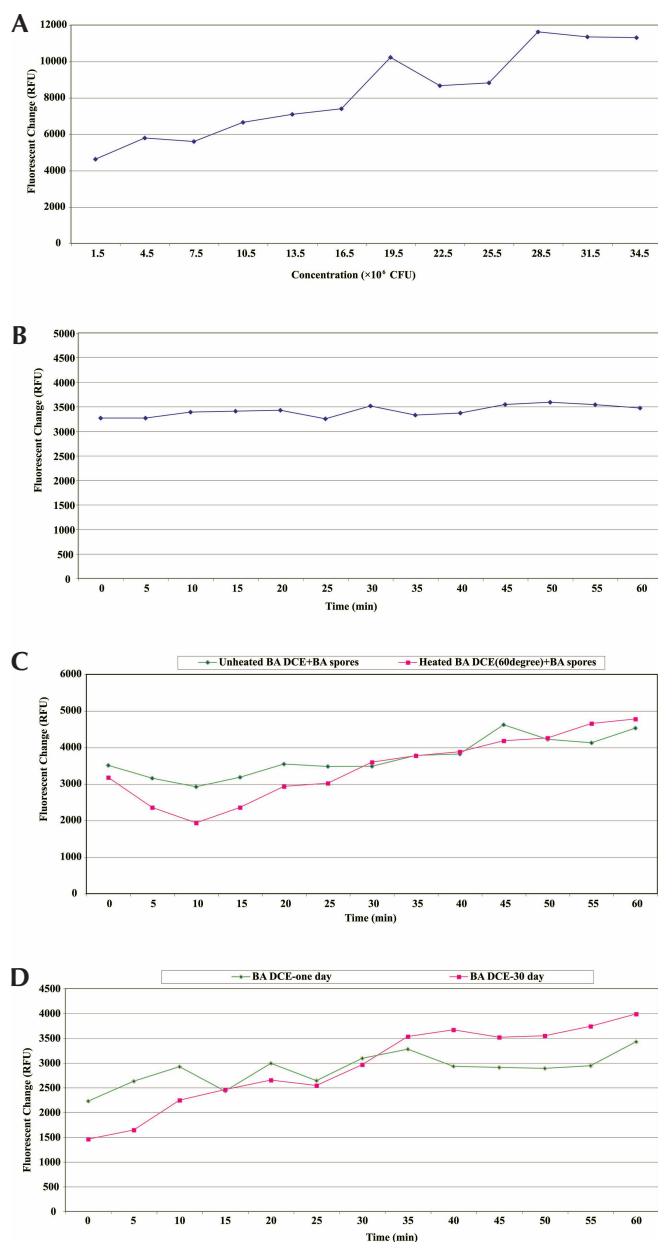 A
12000
10000
8000
6000
4000
2000
0
Fluorescent Change (RFU)
1.5 4.5 7.5 10.5 13.5 16.5 19.5 22.5 25.5 28.5 31.5 34.5
Concentration (×10⁶ CFU)
B
5000
4500
4000
3500
3000
2500
2000
1500
1000
500
0
Fluorescent Change (RFU)
0 5 10 15 20 25 30 35 40 45 50 55 60
Time (min)
C
Unheated BA DCE+BA spores Heated BA DCE(60degree)+BA spores
6000
5000
4000
3000
2000
1000
0
Fluorescent Change (RFU)
0 5 10 15 20 25 30 35 40 45 50 55 60
Time (min)
D
BA DCE-one day BA DCE-30 day
4500
4000
3500
3000
2500
2000
1500
1000
500
0
Fluorescent Change (RFU)
0 5 10 15 20 25 30 35 40 45 50 55 60
Time (min)